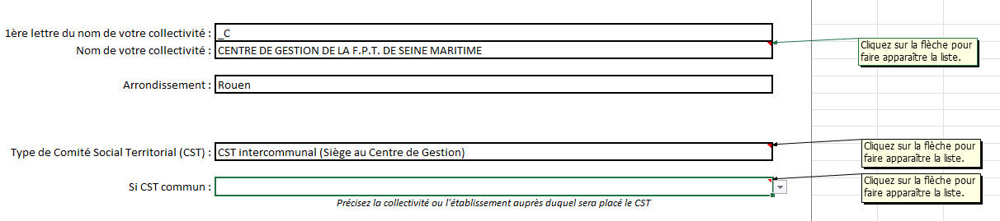 1ère lettre du nom de votre collectivité : _C
Nom de votre collectivité : CENTRE DE GESTION DE LA F.P.T. DE SEINE MARITIME
Cliquez sur la flèche pour
faire apparaître la liste.
Arrondissement : Rouen
Type de Comité Social Territorial (CST) : CST intercommunal (Siège au Centre de Gestion)
Cliquez sur la flèche pour
faire apparaître la liste.
Si CST commun :
Cliquez sur la flèche pour
faire apparaître la liste.
Précisez la collectivité ou l'établissement auprès duquel sera placé le CST